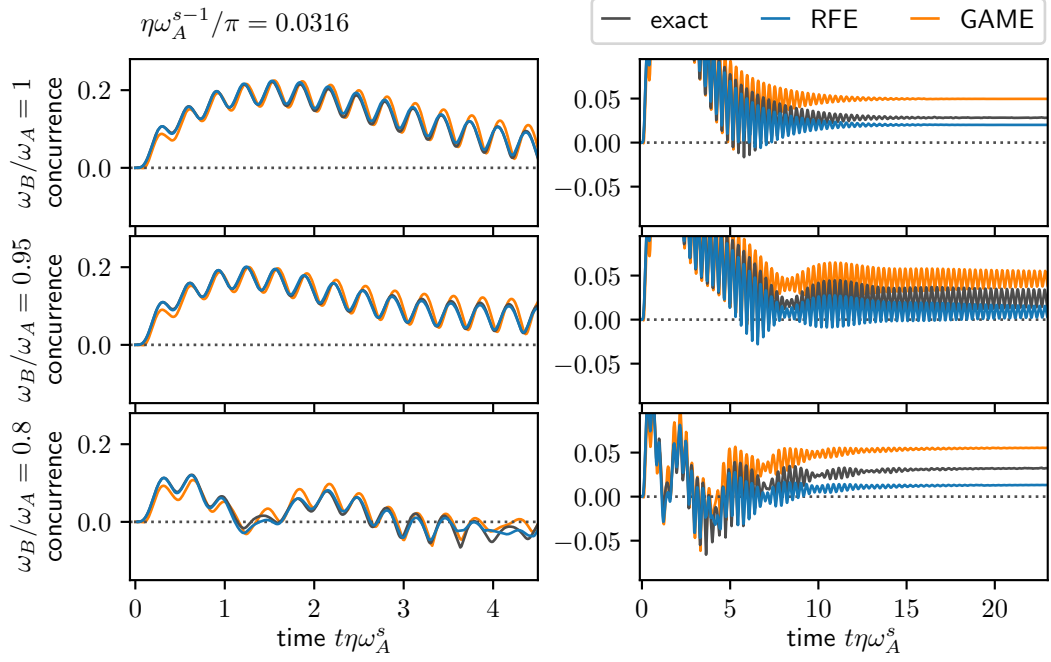 ηω_A^{s−1}/π = 0.0316
exact RFE GAME
ω_B/ω_A = 1
concurrence
0.2
0.0
0.05
0.00
−0.05
ω_B/ω_A = 0.95
concurrence
0.2
0.0
0.05
0.00
−0.05
ω_B/ω_A = 0.8
concurrence
0.2
0.0
0.05
0.00
−0.05
0 1 2 3 4
0 5 10 15 20
time tηω_A^s
time tηω_A^s